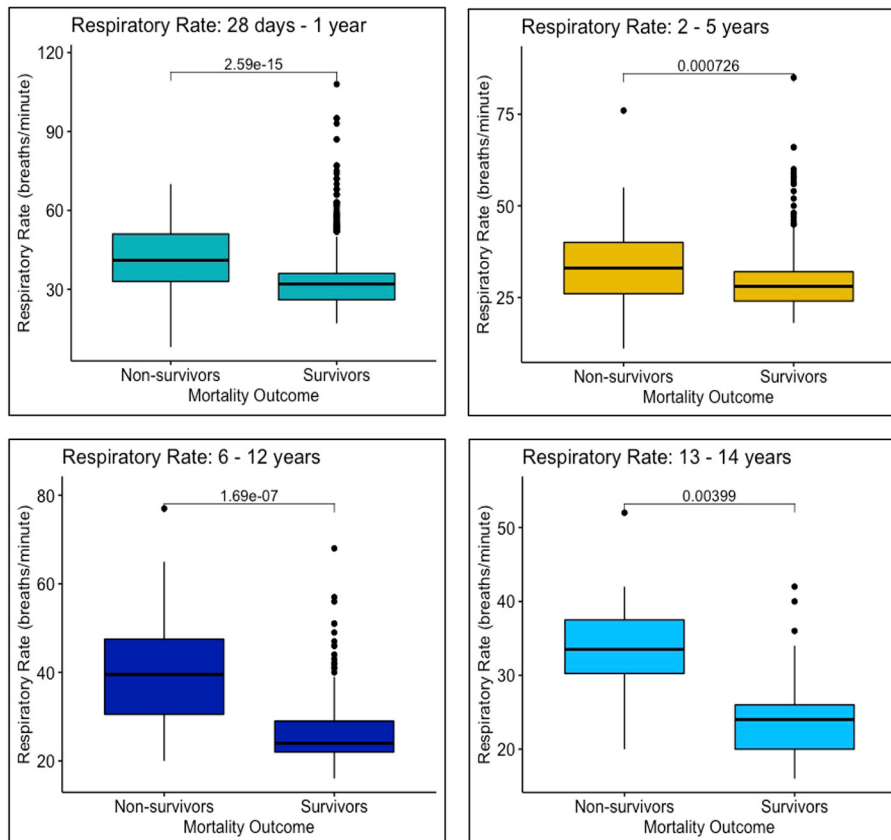 Respiratory Rate: 28 days - 1 year
Respiratory Rate (breaths/minute)
120
90
60
30
2.59e-15
Non-survivors
Survivors
Mortality Outcome
Respiratory Rate: 2 - 5 years
Respiratory Rate (breaths/minute)
75
50
25
0.000726
Non-survivors
Survivors
Mortality Outcome
Respiratory Rate: 6 - 12 years
Respiratory Rate (breaths/minute)
80
60
40
20
1.69e-07
Non-survivors
Survivors
Mortality Outcome
Respiratory Rate: 13 - 14 years
Respiratory Rate (breaths/minute)
50
40
30
20
0.00399
Non-survivors
Survivors
Mortality Outcome